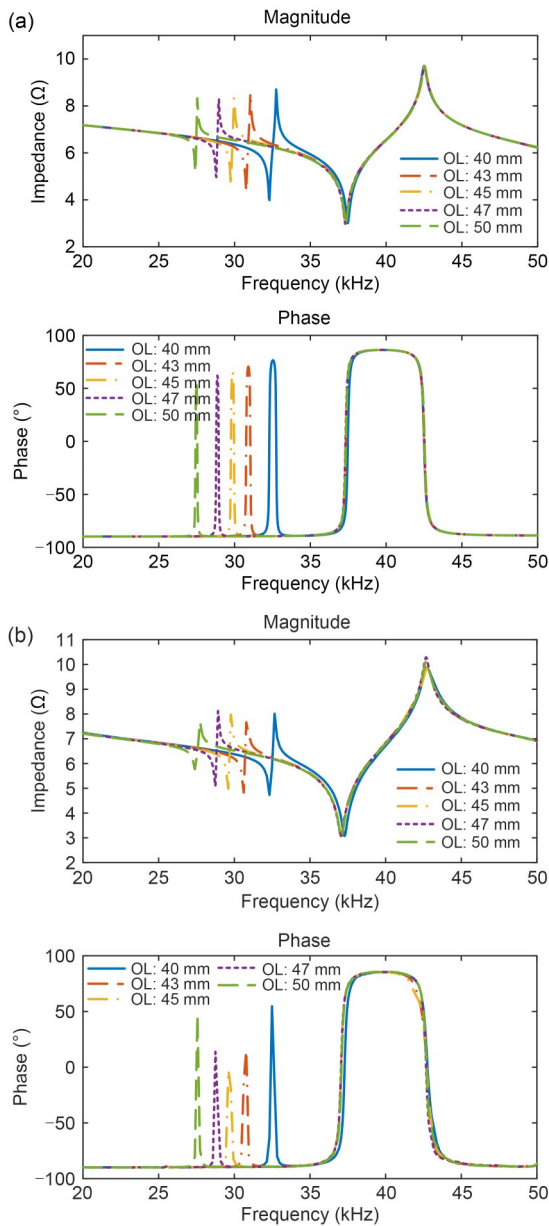 (a)
Magnitude
12
10
8
6
4
2
Impedance (Ω)
OL: 40 mm
OL: 43 mm
OL: 45 mm
OL: 47 mm
OL: 50 mm
20 25 30 35 40 45 50
Frequency (kHz)
Phase
100
50
0
−50
−100
Phase (°)
OL: 40 mm
OL: 43 mm
OL: 45 mm
OL: 47 mm
OL: 50 mm
20 25 30 35 40 45 50
Frequency (kHz)
(b)
Magnitude
11
10
9
8
7
6
5
4
3
2
Impedance (Ω)
OL: 40 mm
OL: 43 mm
OL: 45 mm
OL: 47 mm
OL: 50 mm
20 25 30 35 40 45 50
Frequency (kHz)
Phase
100
50
0
−50
−100
Phase (°)
OL: 40 mm OL: 47 mm
OL: 43 mm OL: 50 mm
OL: 45 mm
20 25 30 35 40 45 50
Frequency (kHz)